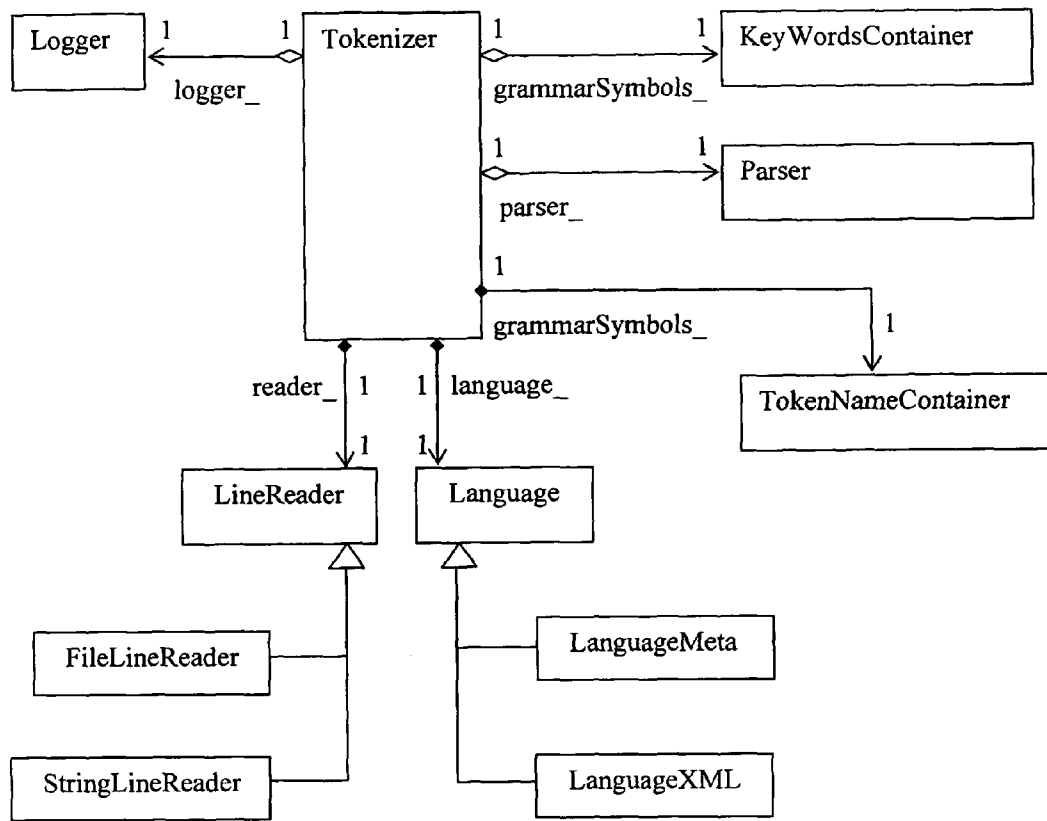 Logger
1
1
Tokenizer
1
1
KeyWordsContainer
logger_
grammarSymbols_
1
1
Parser
parser_
1
grammarSymbols_
1
TokenNameContainer
reader_
1
1
language_
1
1
LineReader
Language
FileLineReader
LanguageMeta
StringLineReader
LanguageXML